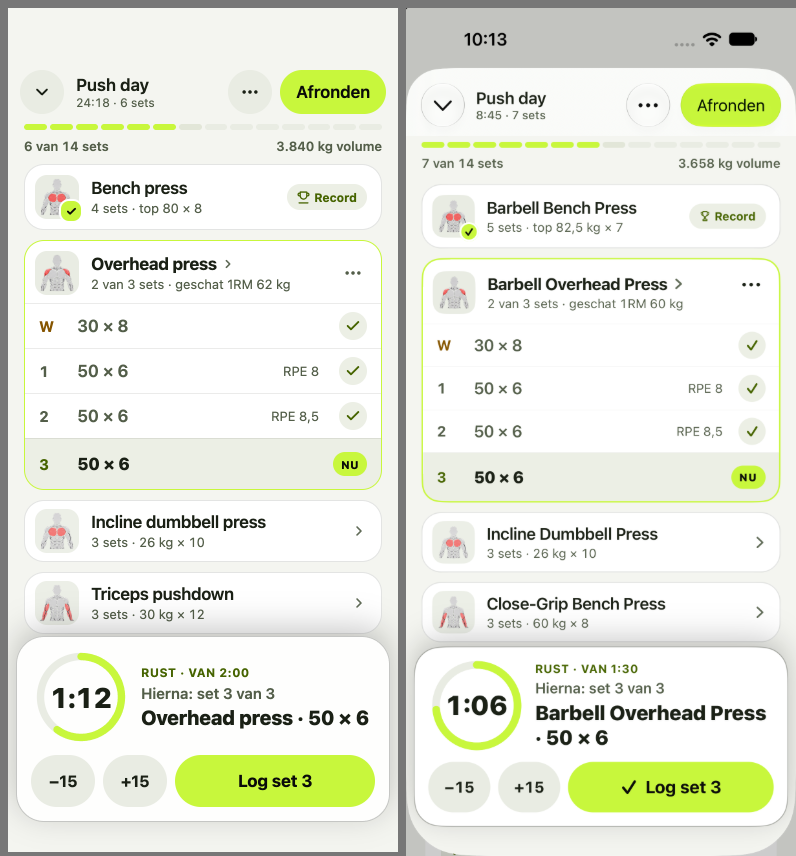 Push day
24:18 · 6 sets
Afronden
6 van 14 sets
3.840 kg volume
Bench press
4 sets · top 80 × 8
Record
Overhead press
2 van 3 sets · geschat 1RM 62 kg
W 30 × 8
1 50 × 6 RPE 8
2 50 × 6 RPE 8,5
3 50 × 6 NU
Incline dumbbell press
3 sets · 26 kg × 10
Triceps pushdown
3 sets · 30 kg × 12
1:12
RUST · VAN 2:00
Hierna: set 3 van 3
Overhead press · 50 × 6
−15
+15
Log set 3
10:13
Push day
8:45 · 7 sets
Afronden
7 van 14 sets
3.658 kg volume
Barbell Bench Press
5 sets · top 82,5 kg × 7
Record
Barbell Overhead Press
2 van 3 sets · geschat 1RM 60 kg
W 30 × 8
1 50 × 6 RPE 8
2 50 × 6 RPE 8,5
3 50 × 6 NU
Incline Dumbbell Press
3 sets · 26 kg × 10
Close-Grip Bench Press
3 sets · 60 kg × 8
1:06
RUST · VAN 1:30
Hierna: set 3 van 3
Barbell Overhead Press
· 50 × 6
−15
+15
Log set 3